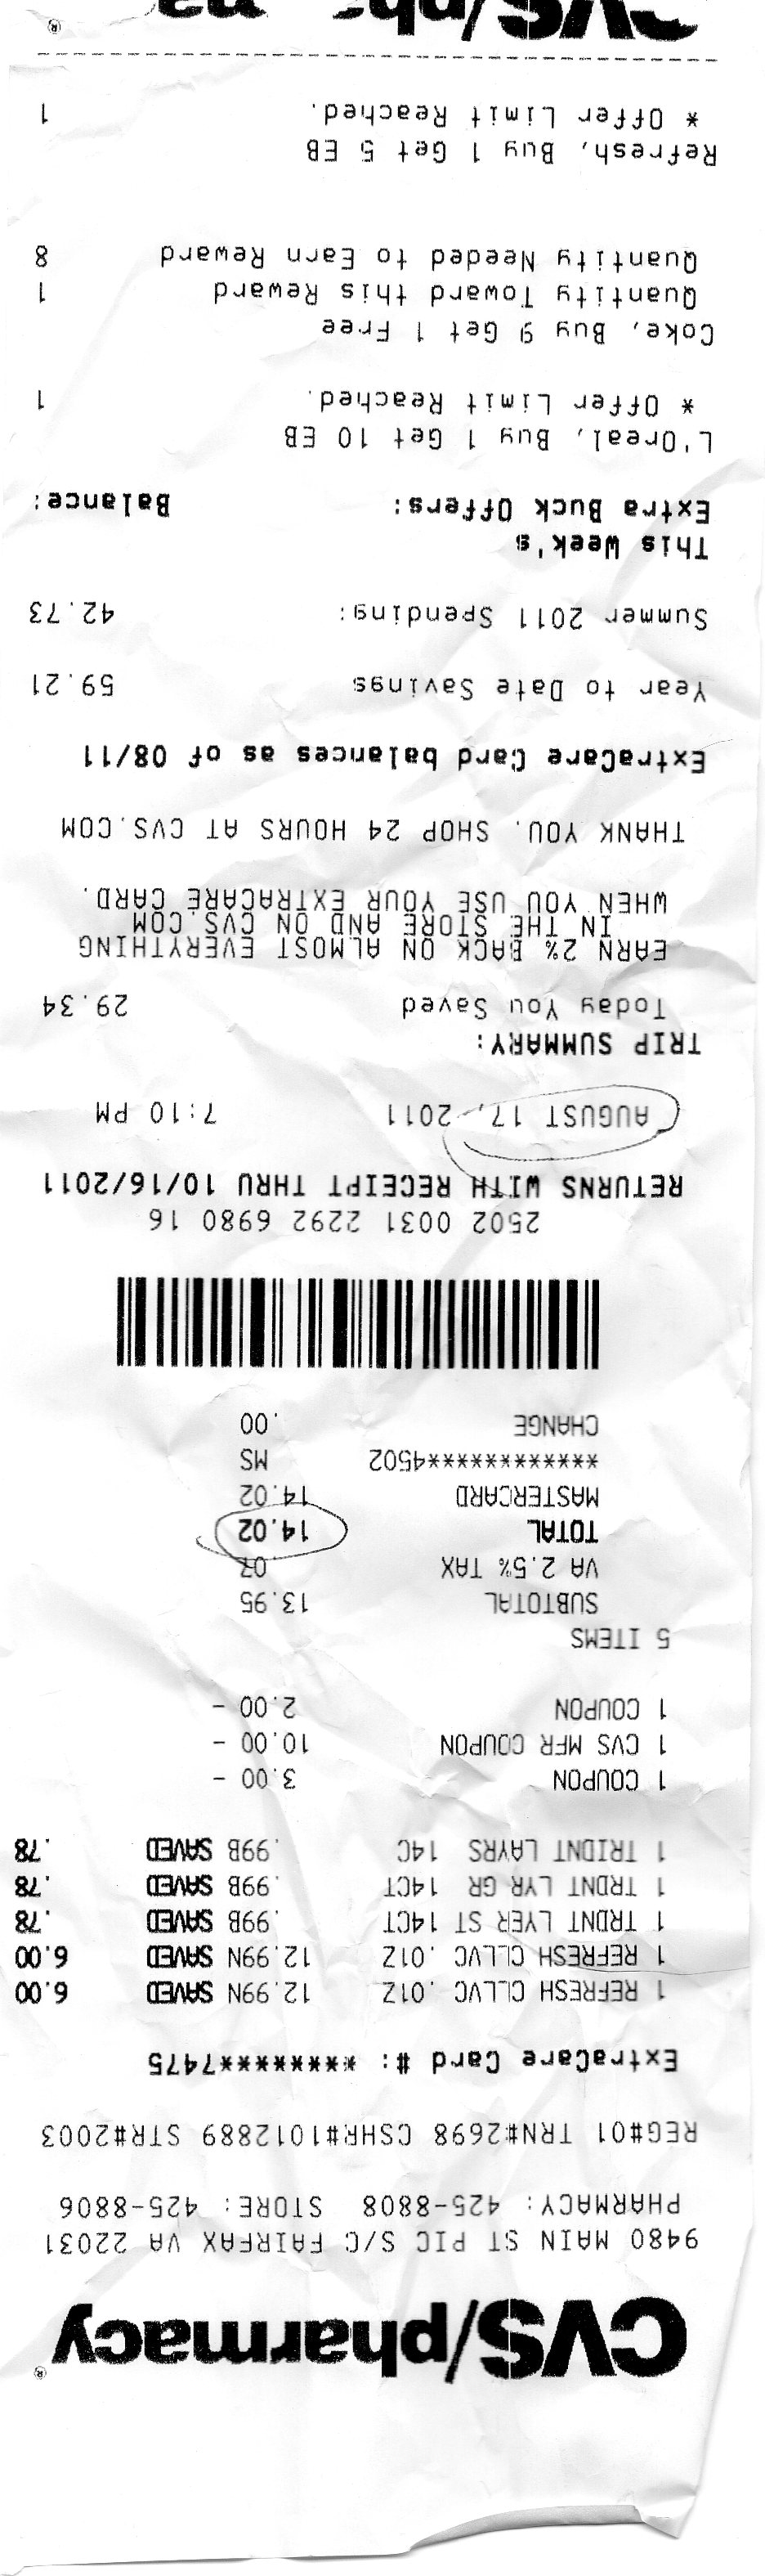 CVS/pharmacy®
9480 MAIN ST PIC S/C FAIRFAX VA 22031
PHARMACY: 425-8808 STORE: 425-8806
REG#01 TRN#2698 CSHR#1012889 STR#2003
ExtraCare Card #: *********7475
1 REFRESH CLLVC .01Z 12.99N SAVED 6.00
1 REFRESH CLLVC .01Z 12.99N SAVED 6.00
1 TRDNT LYER ST 14CT .99B SAVED .78
1 TRDNT LYR GR 14CT .99B SAVED .78
1 TRIDNT LAYRS 14C .99B SAVED .78
1 COUPON 3.00 -
1 CVS MFR COUPON 10.00 -
1 COUPON 2.00 -
5 ITEMS
SUBTOTAL 13.95
VA 2.5% TAX .07
TOTAL 14.02
MASTERCARD 14.02
************4502 MS
CHANGE .00
2502 0031 2292 6980 16
RETURNS WITH RECEIPT THRU 10/16/2011
AUGUST 17, 2011 7:10 PM
TRIP SUMMARY:
Today You Saved 29.34
EARN 2% BACK ON ALMOST EVERYTHING
IN THE STORE AND ON CVS.COM
WHEN YOU USE YOUR EXTRACARE CARD.
THANK YOU. SHOP 24 HOURS AT CVS.COM
ExtraCare Card balances as of 08/11
Year to Date Savings 59.21
Summer 2011 Spending: 42.73
This Week's
Extra Buck Offers: Balance:
L'Oreal, Buy 1 Get 10 EB
* Offer Limit Reached. 1
Coke, Buy 9 Get 1 Free
Quantity Toward this Reward 1
Quantity Needed to Earn Reward 8
Refresh, Buy 1 Get 5 EB
* Offer Limit Reached. 1